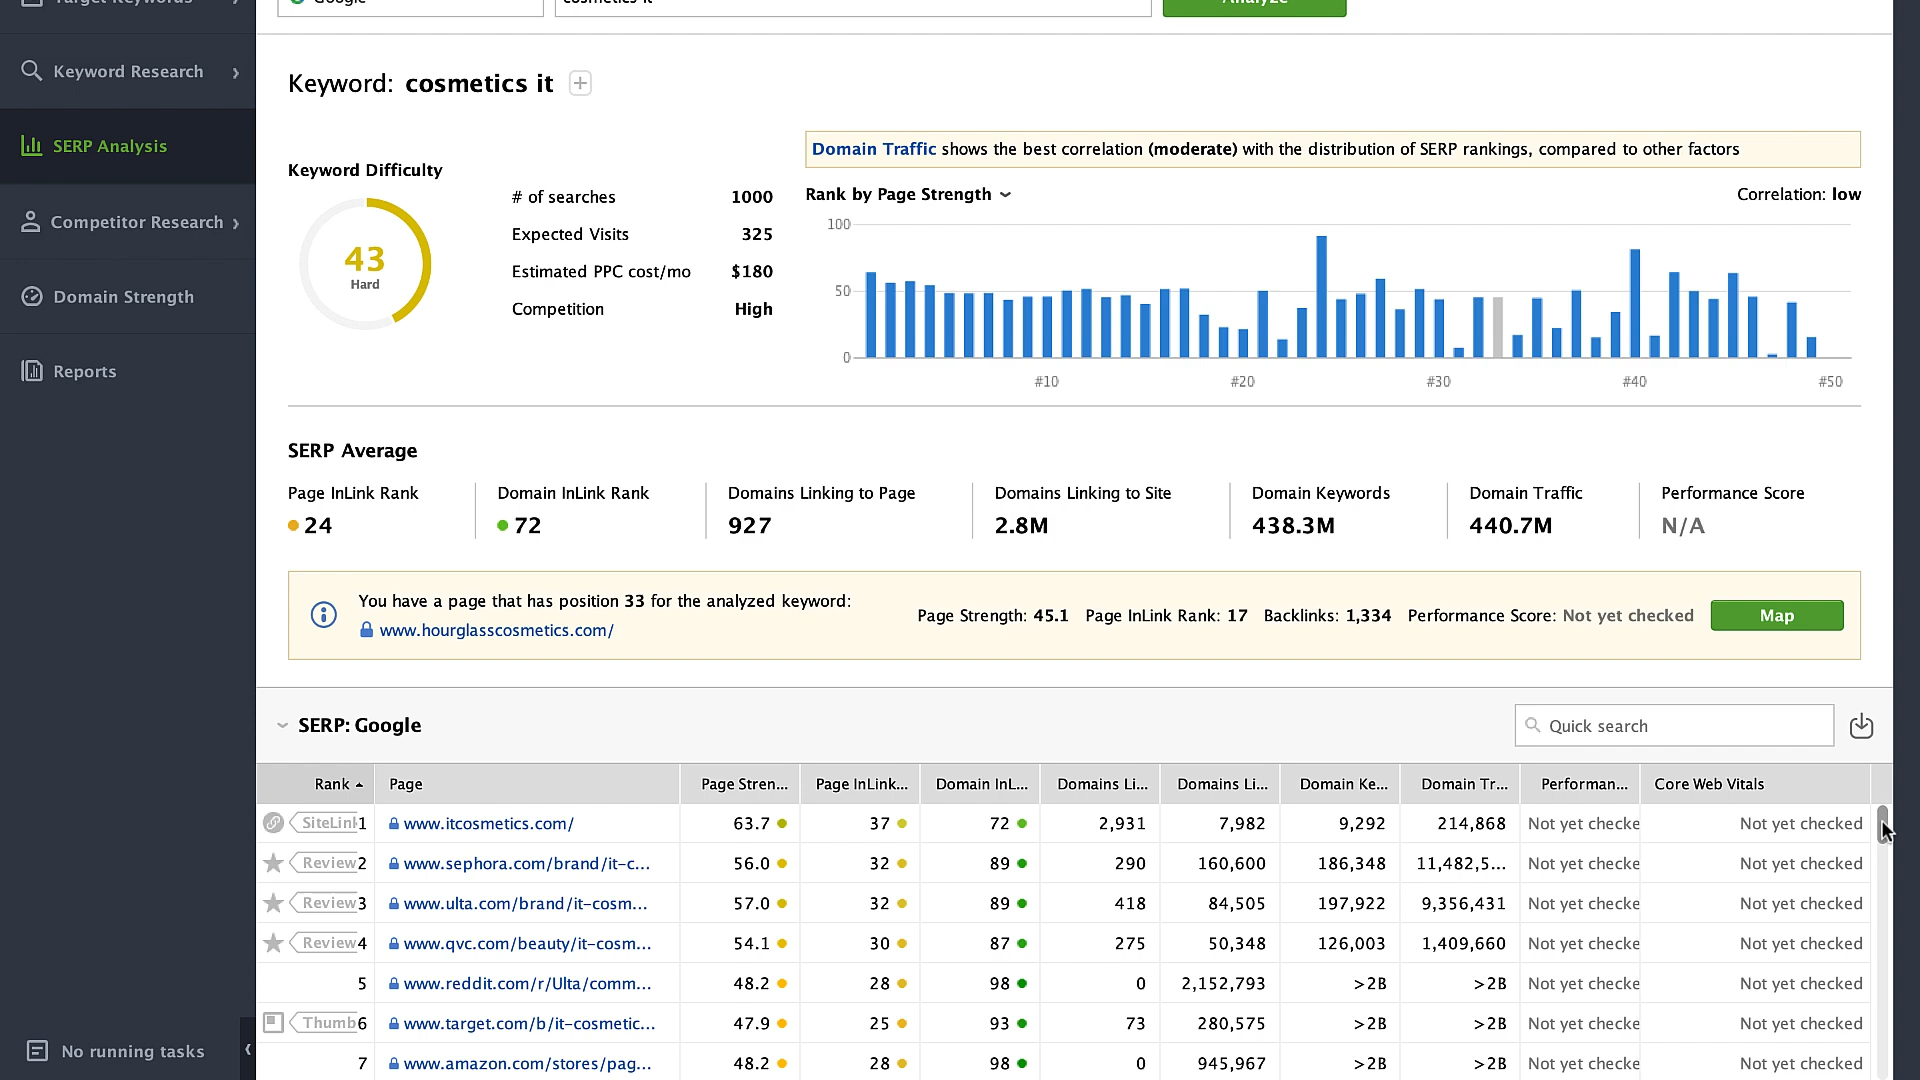 Target Keywords
Google
cosmetics it
Analyze
Keyword Research
SERP Analysis
Competitor Research
Domain Strength
Reports
No running tasks
Keyword: cosmetics it
Keyword Difficulty
43
Hard
# of searches 1000
Expected Visits 325
Estimated PPC cost/mo $180
Competition High
Domain Traffic shows the best correlation (moderate) with the distribution of SERP rankings, compared to other factors
Rank by Page Strength
Correlation: low
100
50
0
#10 #20 #30 #40 #50
SERP Average
Page InLink Rank Domain InLink Rank Domains Linking to Page Domains Linking to Site Domain Keywords Domain Traffic Performance Score
24 72 927 2.8M 438.3M 440.7M N/A
You have a page that has position 33 for the analyzed keyword:
www.hourglasscosmetics.com/
Page Strength: 45.1 Page InLink Rank: 17 Backlinks: 1,334 Performance Score: Not yet checked Map
SERP: Google
Quick search
Rank Page Page Stren... Page InLink... Domain InL... Domains Li... Domains Li... Domain Ke... Domain Tr... Performan... Core Web Vitals
SiteLink 1 www.itcosmetics.com/ 63.7 37 72 2,931 7,982 9,292 214,868 Not yet checke Not yet checked
Review 2 www.sephora.com/brand/it-c... 56.0 32 89 290 160,600 186,348 11,482,5... Not yet checke Not yet checked
Review 3 www.ulta.com/brand/it-cosm... 57.0 32 89 418 84,505 197,922 9,356,431 Not yet checke Not yet checked
Review 4 www.qvc.com/beauty/it-cosm... 54.1 30 87 275 50,348 126,003 1,409,660 Not yet checke Not yet checked
5 www.reddit.com/r/Ulta/comm... 48.2 28 98 0 2,152,793 >2B >2B Not yet checke Not yet checked
Thumb 6 www.target.com/b/it-cosmetic... 47.9 25 93 73 280,575 >2B >2B Not yet checke Not yet checked
7 www.amazon.com/stores/pag... 48.2 28 98 0 945,967 >2B >2B Not yet checke Not yet checked